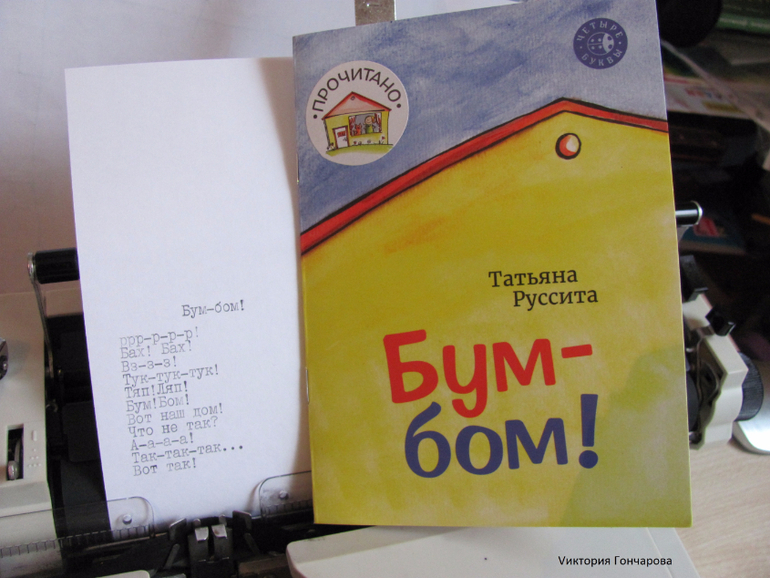 Бум-бом!
ррр-р-р-р!
Бах! Бах?
Вз-з-з!
Тук-тук-тук!
Тяп!Ляп!
Бум!Бом!
Вот наш дом!
Что не так?
А-а-а-а!
Так-так-так...
Вот так!
ПРОЧИТАНО
ЧЕТЫРЕ
БУКВЫ
Татьяна
Руссита
Бум-
бом!
Виктория Гончарова